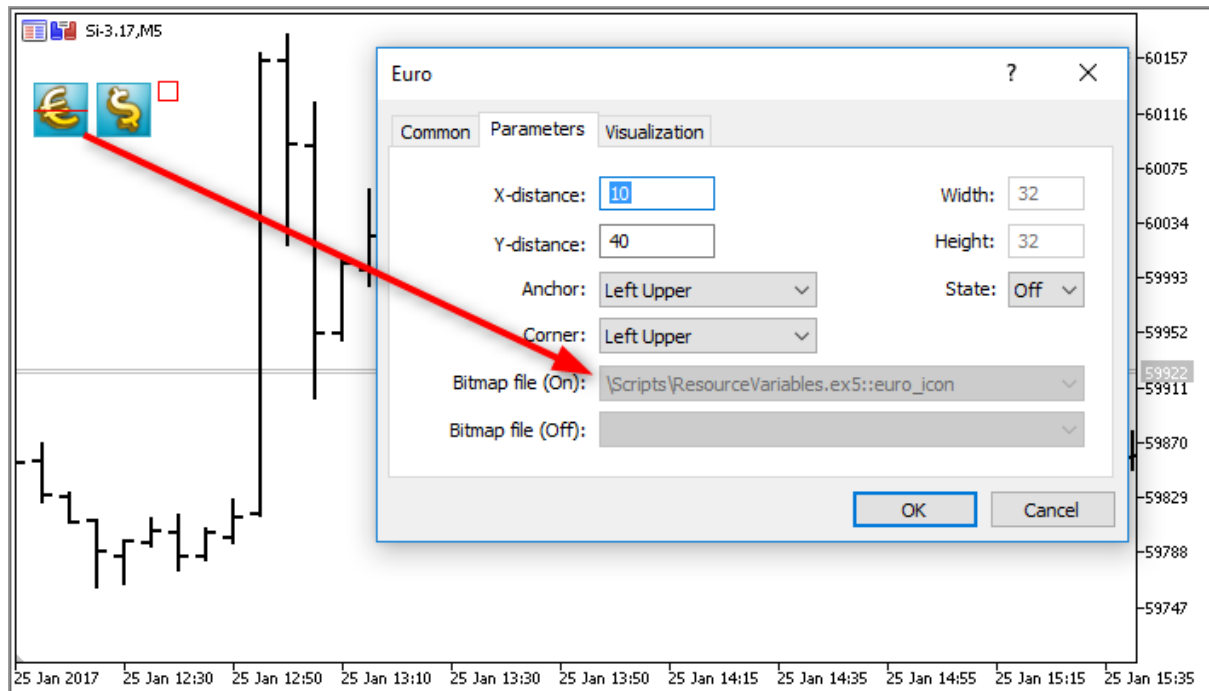 Si-3.17,M5
Euro
?
Common Parameters Visualization
X-distance: 10 Width: 32
Y-distance: 40 Height: 32
Anchor: Left Upper State: Off
Corner: Left Upper
Bitmap file (On): \Scripts\ResourceVariables.ex5::euro_icon
Bitmap file (Off):
OK Cancel
60157
60116
60075
60034
59993
59952
59922
59911
59870
59829
59788
59747
25 Jan 2017 25 Jan 12:30 25 Jan 12:50 25 Jan 13:10 25 Jan 13:30 25 Jan 13:50 25 Jan 14:15 25 Jan 14:35 25 Jan 14:55 25 Jan 15:15 25 Jan 15:35